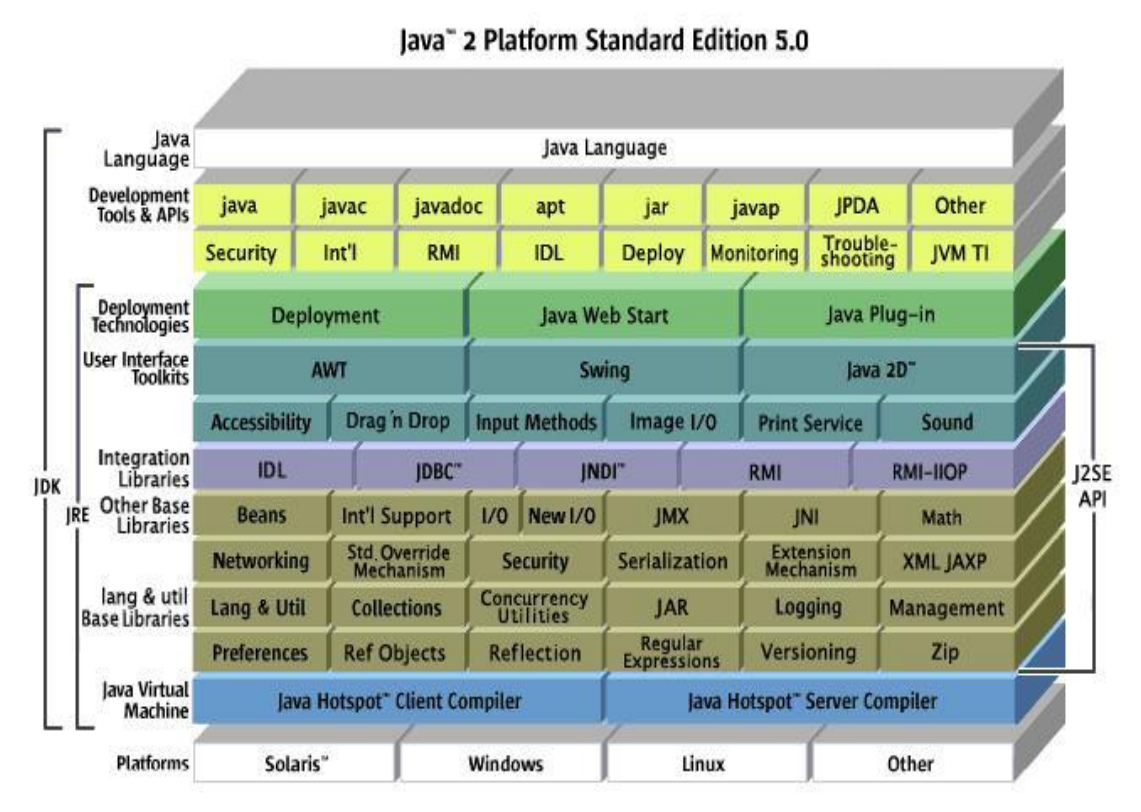 Java™ 2 Platform Standard Edition 5.0
Java
Language
Java Language
Development
Tools & APIs
java javac javadoc apt jar javap JPDA Other
Security Int'l RMI IDL Deploy Monitoring Trouble-
shooting JVM TI
Deployment
Technologies
Deployment Java Web Start Java Plug-in
User Interface
Toolkits
AWT Swing Java 2D™
Accessibility Drag 'n Drop Input Methods Image I/O Print Service Sound
Integration
Libraries
IDL JDBC™ JNDI™ RMI RMI-IIOP
JDK
JRE
J2SE
API
Other Base
Libraries
Beans Int'l Support I/O New I/O JMX JNI Math
Networking Std. Override
Mechanism Security Serialization Extension
Mechanism XML JAXP
lang & util
Base Libraries
Lang & Util Collections Concurrency
Utilities JAR Logging Management
Preferences Ref Objects Reflection Regular
Expressions Versioning Zip
Java Virtual
Machine
Java Hotspot™ Client Compiler Java Hotspot™ Server Compiler
Platforms Solaris™ Windows Linux Other